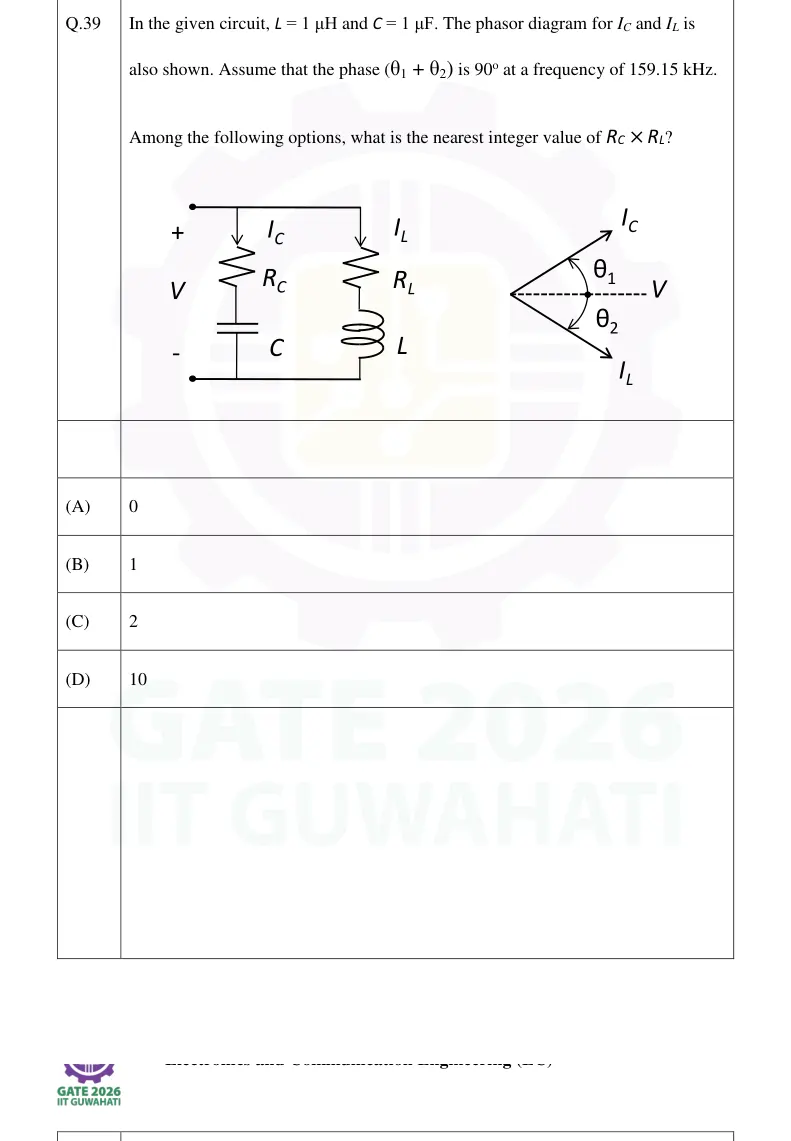 Q.39 In the given circuit, L = 1 μH and C = 1 μF. The phasor diagram for I_C and I_L is
also shown. Assume that the phase (θ₁ + θ₂) is 90° at a frequency of 159.15 kHz.
Among the following options, what is the nearest integer value of R_C × R_L?
+ I_C I_L
V R_C R_L
- C L
I_C
θ₁
V
θ₂
I_L
(A) 0
(B) 1
(C) 2
(D) 10
GATE 2026
IIT GUWAHATI
GATE 2026
IIT GUWAHATI